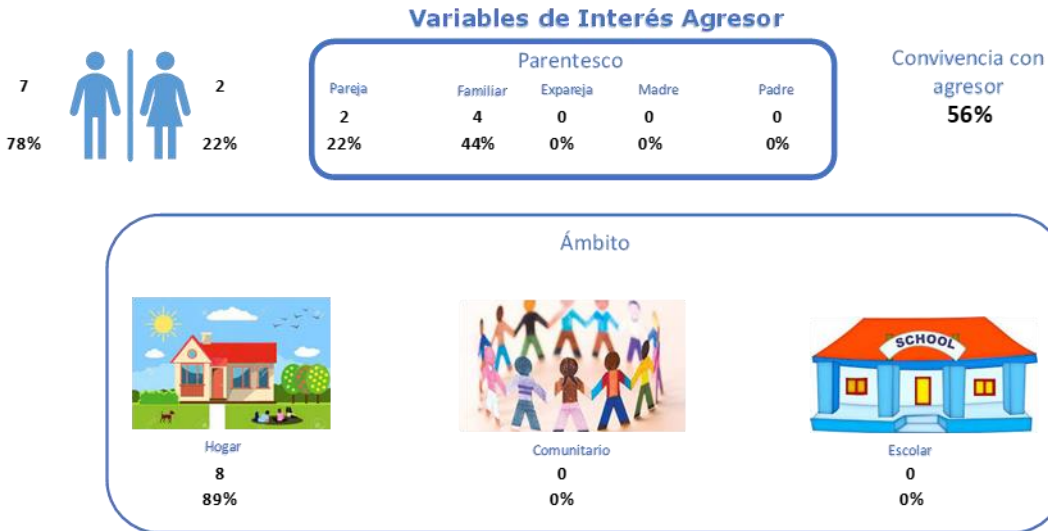 Variables de Interés Agresor
7
78%
2
22%
Parentesco
Pareja Familiar Expareja Madre Padre
2 4 0 0 0
22% 44% 0% 0% 0%
Convivencia con
agresor
56%
Ámbito
SCHOOL
Hogar Comunitario Escolar
8 0 0
89% 0% 0%